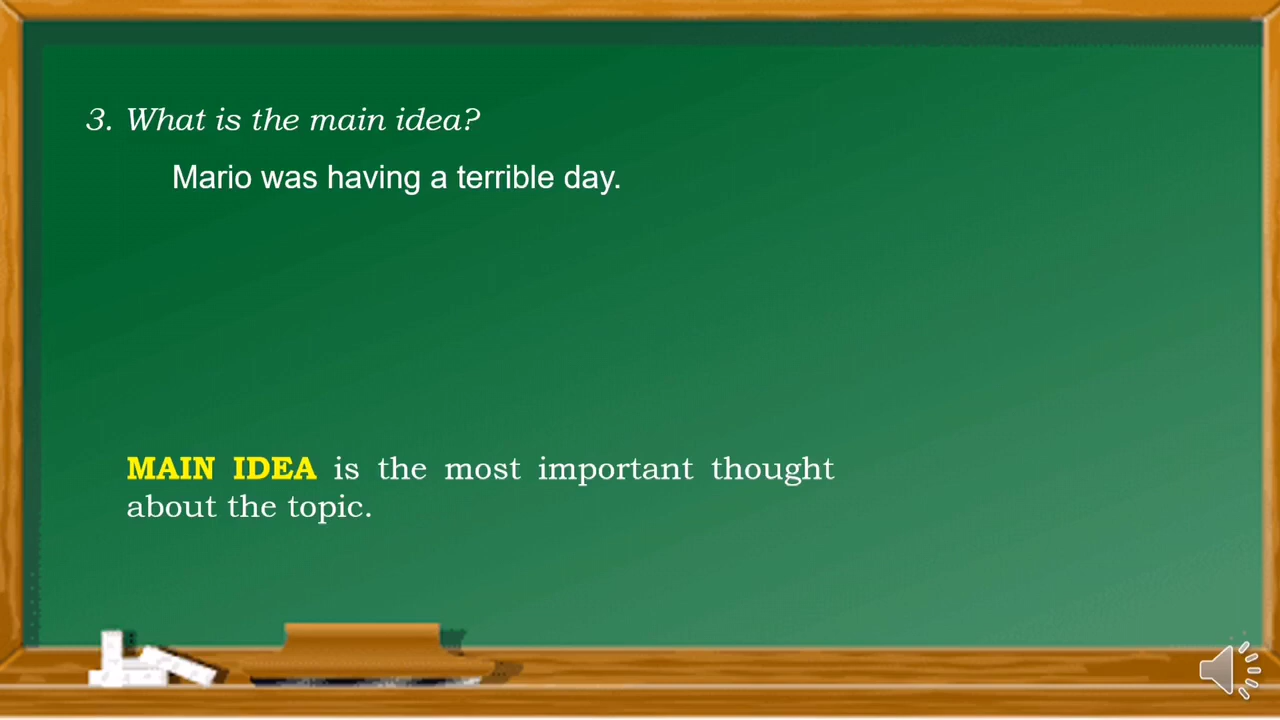 3. What is the main idea?
Mario was having a terrible day.
MAIN IDEA is the most important thought
about the topic.